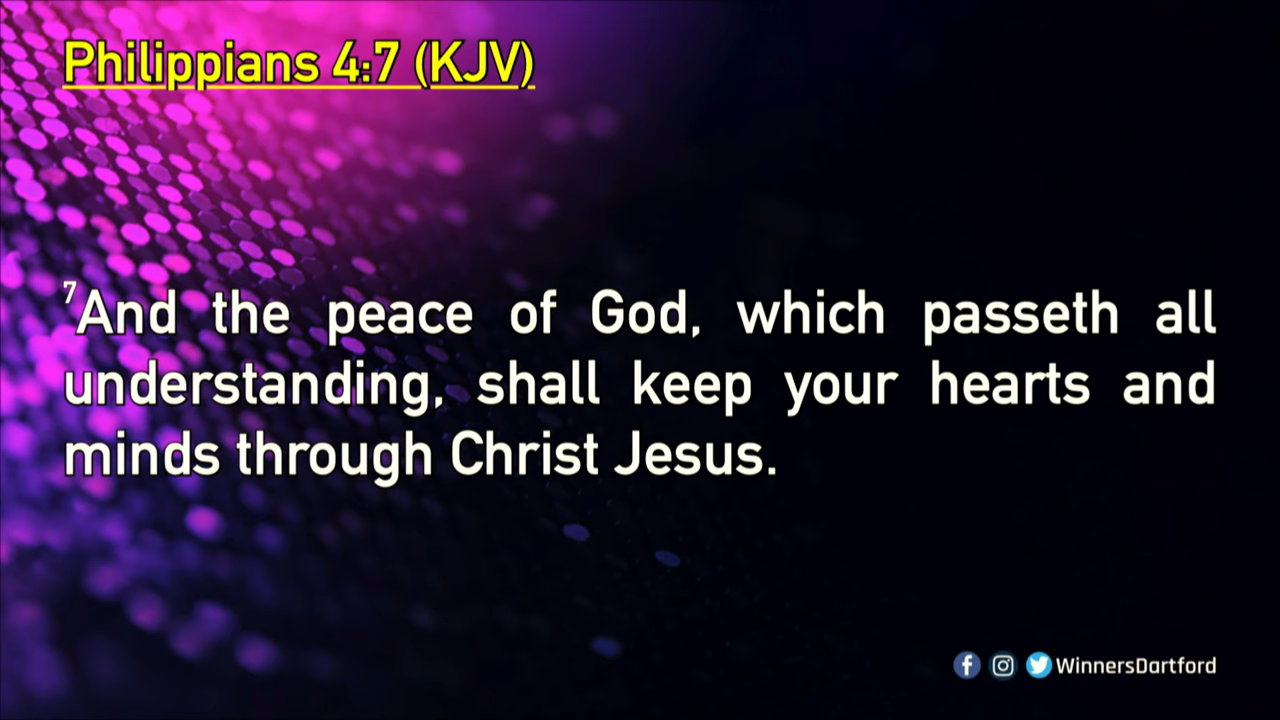 Philippians 4:7 (KJV)
7And the peace of God, which passeth all
understanding, shall keep your hearts and
minds through Christ Jesus.
WinnersDartford